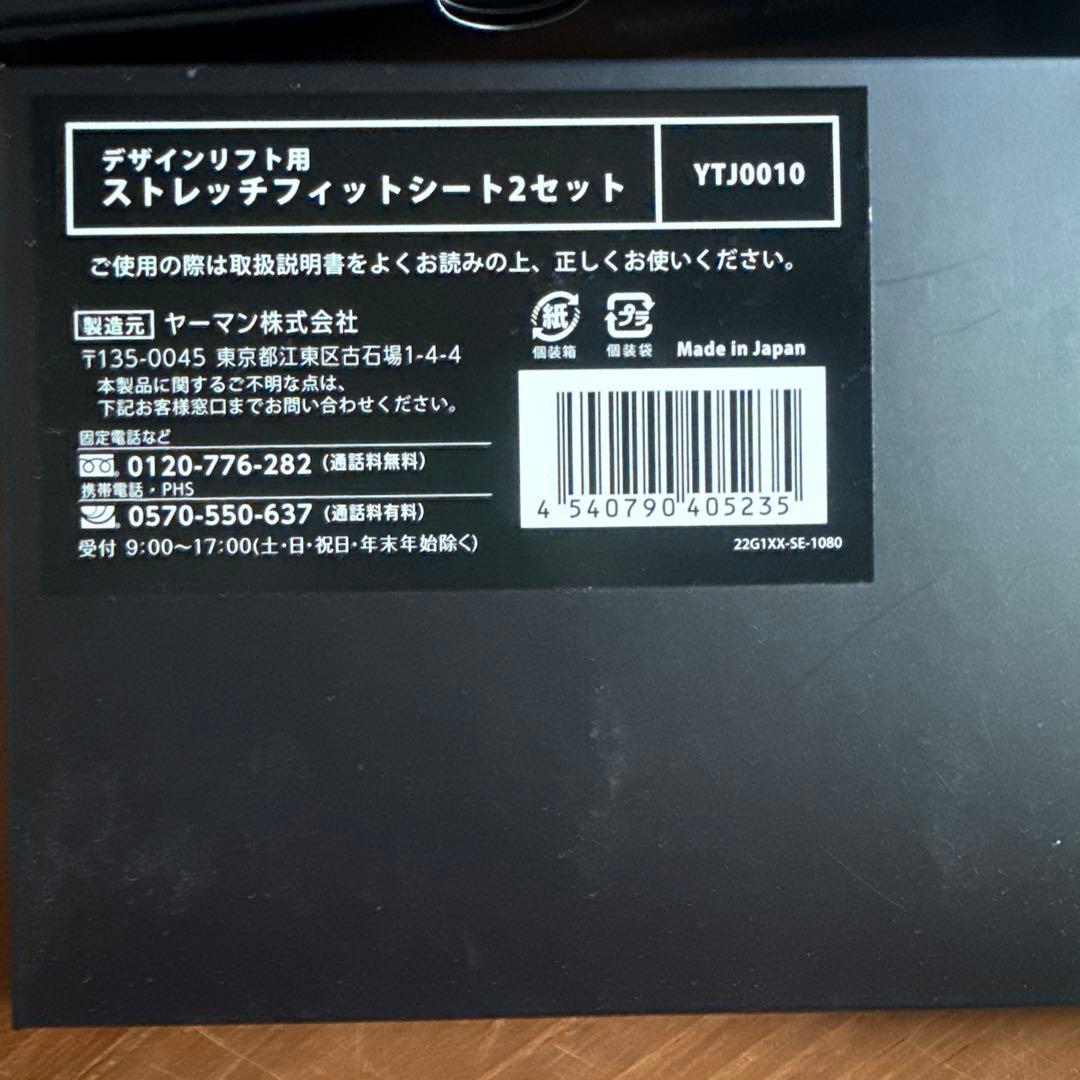 デザインリフト用
ストレッチフィットシート2セット
YTJ0010
ご使用の際は取扱説明書をよくお読みの上、正しくお使いください。
製造元 ヤーマン株式会社
〒135-0045 東京都江東区古石場1-4-4
本製品に関するご不明な点は、
下記お客様窓口までお問い合わせください。
固定電話など
0120-776-282 (通話料無料)
携帯電話・PHS
0570-550-637 (通話料有料)
受付 9:00〜17:00(土・日・祝日・年末年始除く)
紙
個装箱
プラ
個装袋
Made in Japan
4 540790 405235
22G1XX-SE-1080